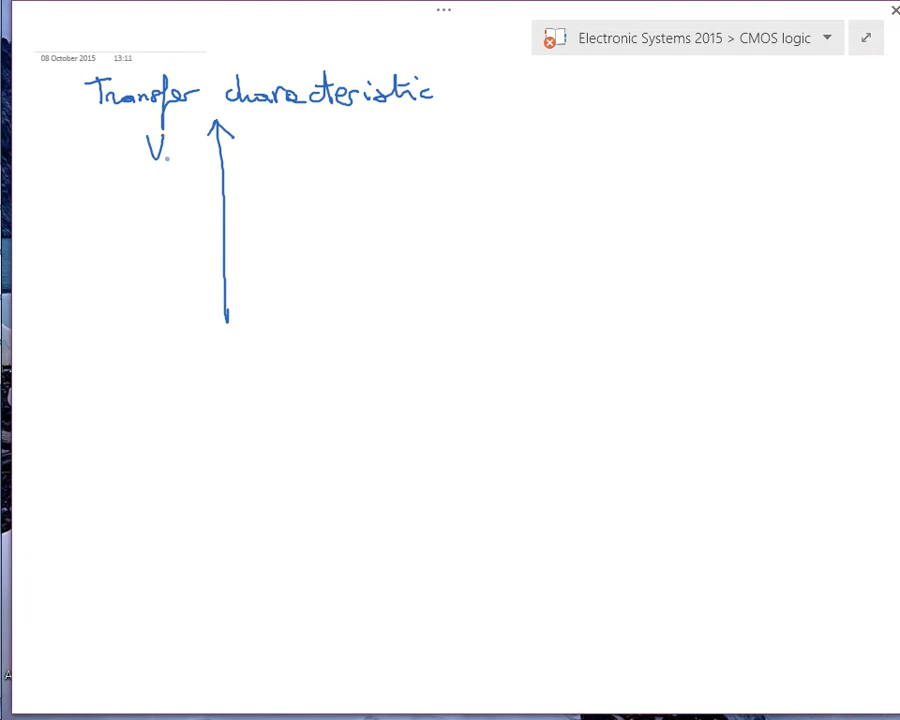 Electronic Systems 2015 > CMOS logic
08 October 2015 13:11
Transfer characteristic
V